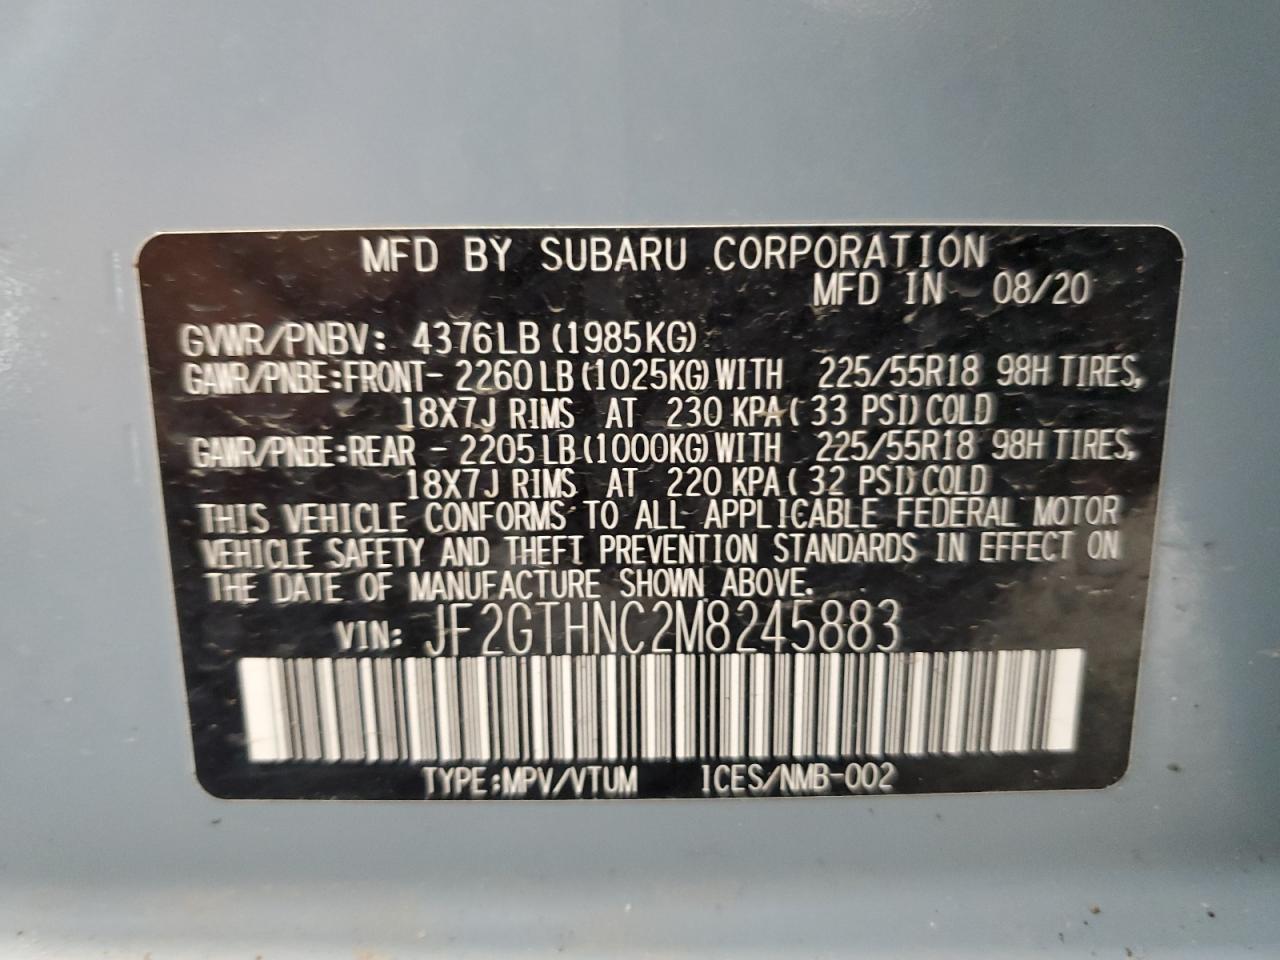 MFD BY SUBARU CORPORATION
MFD IN 08/20
GVWR/PNBV: 4376LB (1985KG)
GAWR/PNBE:FRONT- 2260 LB (1025KG) WITH 225/55R18 98H TIRES,
18X7J RIMS AT 230 KPA ( 33 PSI) COLD
GAWR/PNBE:REAR - 2205 LB (1000KG) WITH 225/55R18 98H TIRES,
18X7J RIMS AT 220 KPA ( 32 PSI) COLD
THIS VEHICLE CONFORMS TO ALL APPLICABLE FEDERAL MOTOR
VEHICLE SAFETY AND THEFT PREVENTION STANDARDS IN EFFECT ON
THE DATE OF MANUFACTURE SHOWN ABOVE.
VIN: JF2GTHNC2M8245883
TYPE:MPV/VTUM ICES/NMB-002